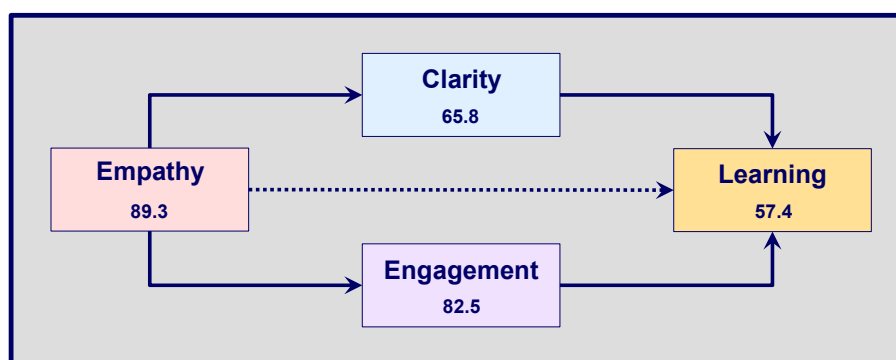 Clarity
65.8
Empathy
89.3
Learning
57.4
Engagement
82.5